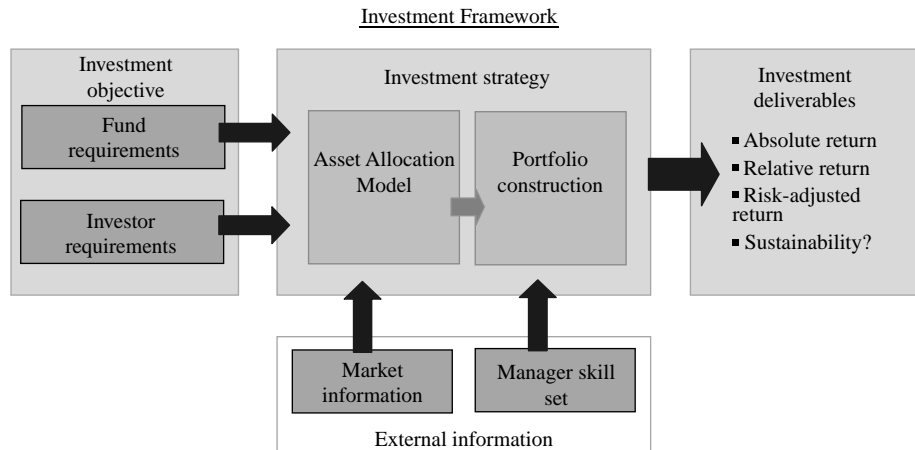 Investment Framework
Investment
objective
Fund
requirements
Investor
requirements
Investment strategy
Asset Allocation
Model
Portfolio
construction
Investment
deliverables
▪ Absolute return
▪ Relative return
▪ Risk-adjusted
return
▪ Sustainability?
Market
information
Manager skill
set
External information